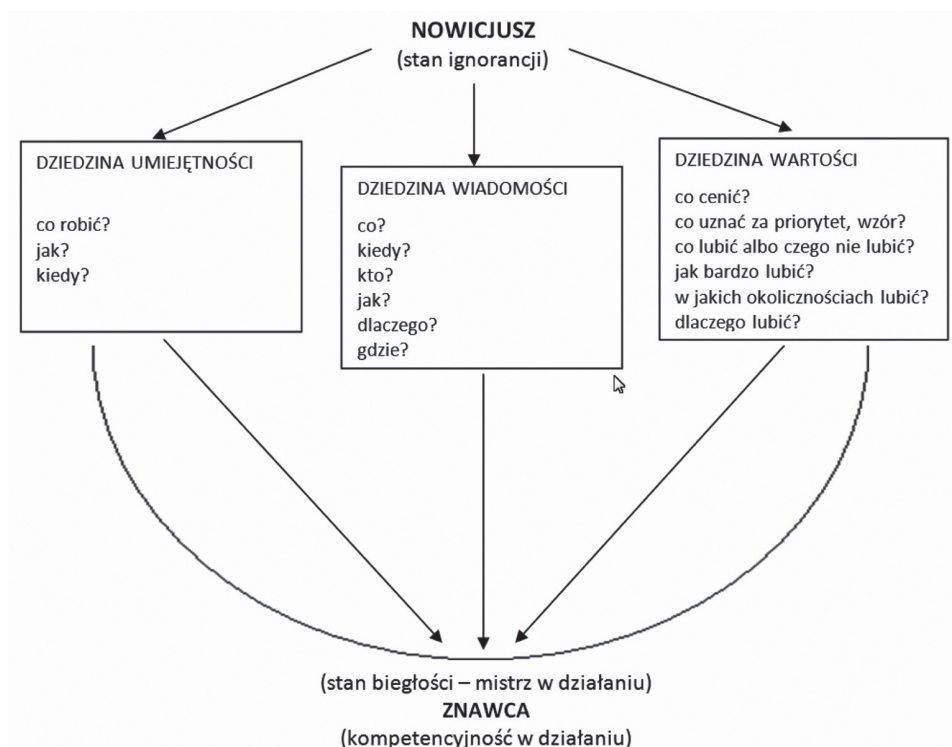 NOWICJUSZ
(stan ignorancji)
DZIEDZINA UMIEJĘTNOŚCI
co robić?
jak?
kiedy?
DZIEDZINA WIADOMOŚCI
co?
kiedy?
kto?
jak?
dlaczego?
gdzie?
DZIEDZINA WARTOŚCI
co cenić?
co uznać za priorytet, wzór?
co lubić albo czego nie lubić?
jak bardzo lubić?
w jakich okolicznościach lubić?
dlaczego lubić?
(stan biegłości – mistrz w działaniu)
ZNAWCA
(kompetencyjność w działaniu)